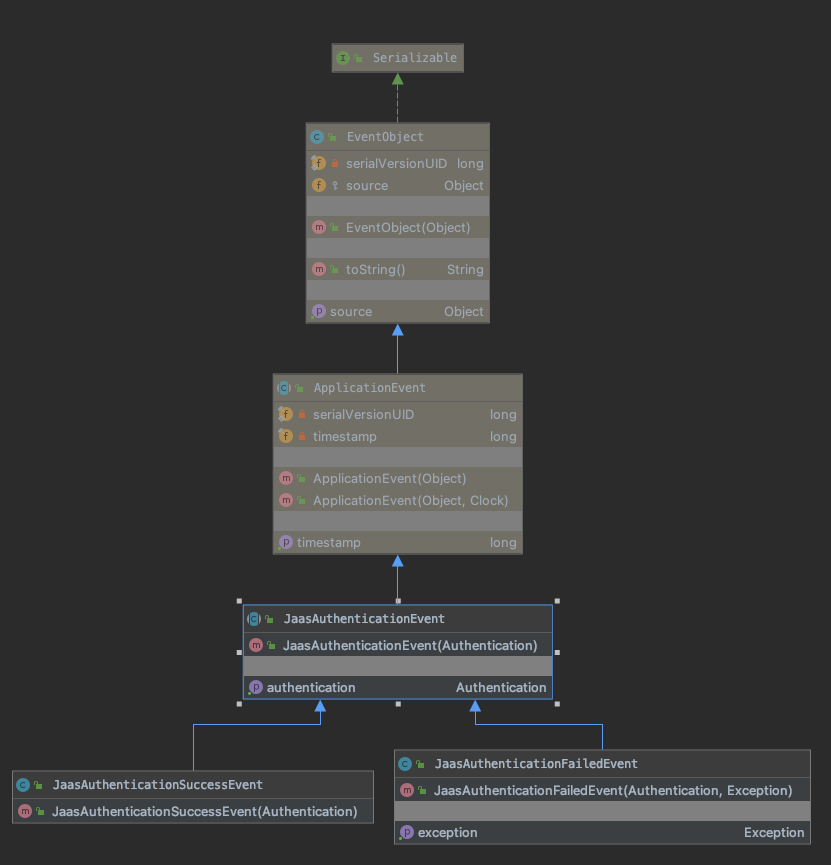 Serializable
EventObject
serialVersionUID long
source Object
EventObject(Object)
toString() String
source Object
ApplicationEvent
serialVersionUID long
timestamp long
ApplicationEvent(Object)
ApplicationEvent(Object, Clock)
timestamp long
JaasAuthenticationEvent
JaasAuthenticationEvent(Authentication)
authentication Authentication
JaasAuthenticationSuccessEvent
JaasAuthenticationSuccessEvent(Authentication)
JaasAuthenticationFailedEvent
JaasAuthenticationFailedEvent(Authentication, Exception)
exception Exception